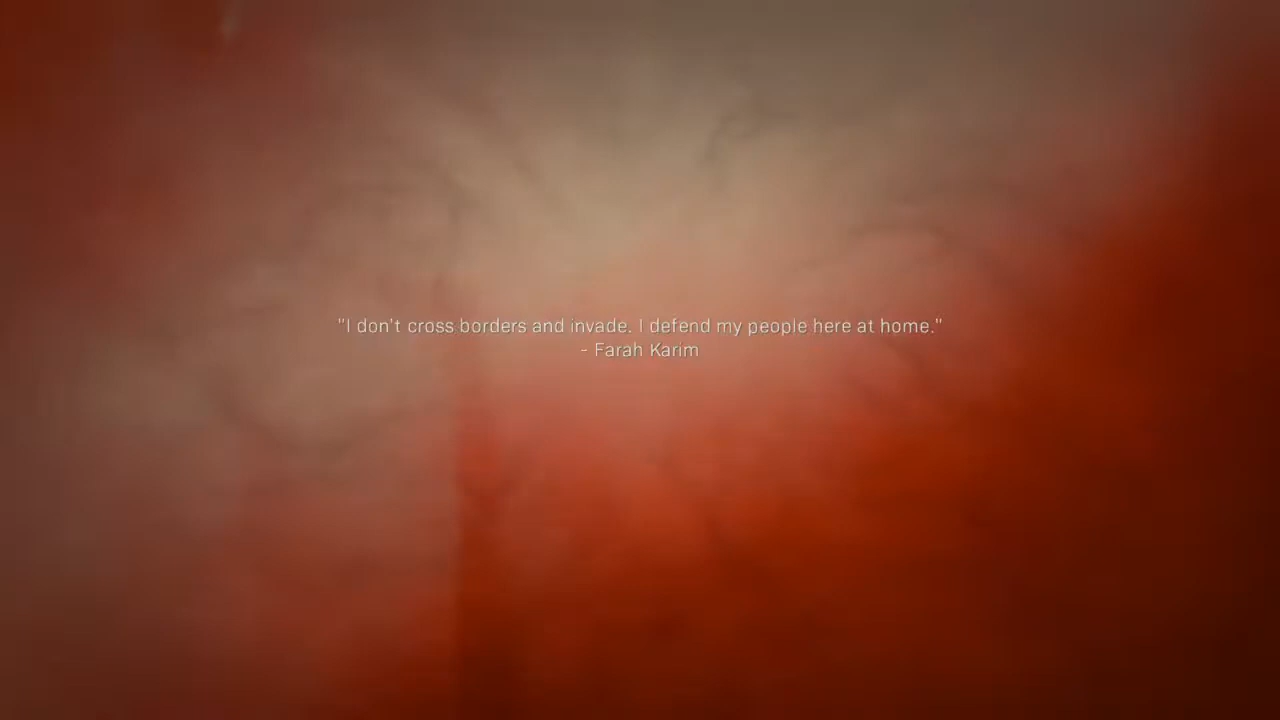 "I don't cross borders and invade. I defend my people here at home."
- Farah Karim